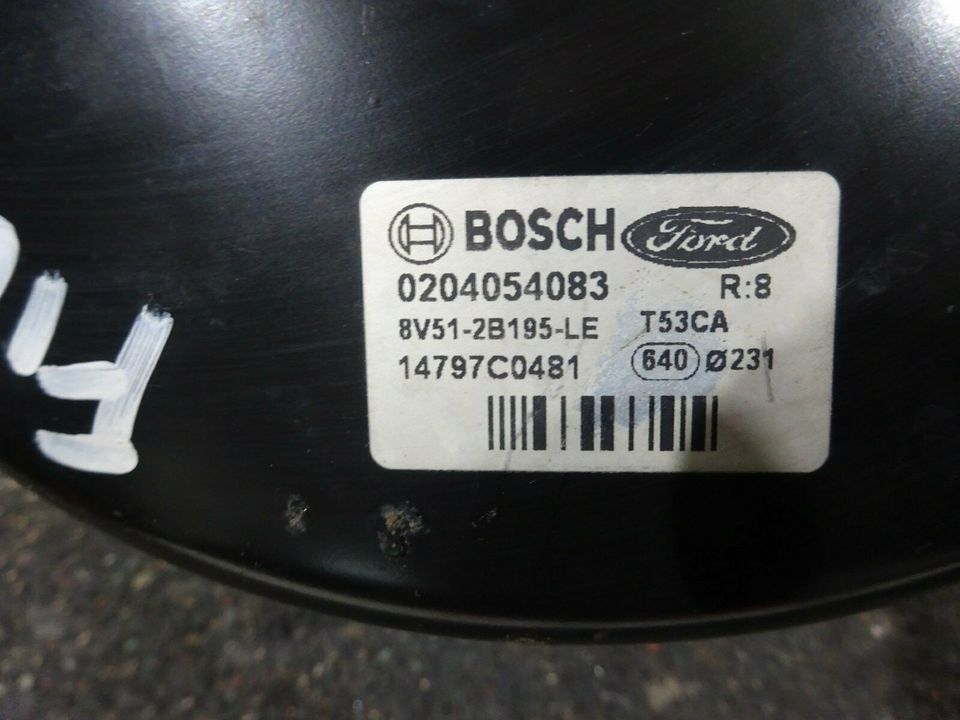 BOSCH Ford
0204054083 R:8
8V51-2B195-LE T53CA
14797C0481 640 Ø231